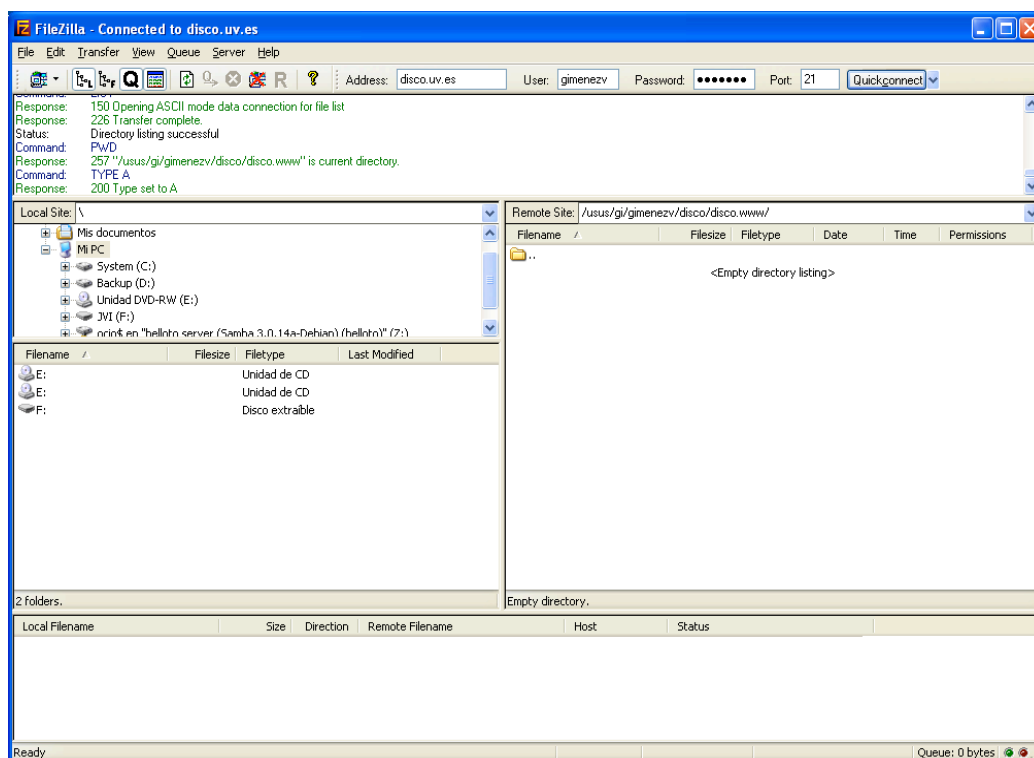 FileZilla - Connected to disco.uv.es
File Edit Transfer View Queue Server Help
Address: disco.uv.es User: gimenezv Password: ●●●●●●● Port: 21 Quickconnect
Response: 150 Opening ASCII mode data connection for file list
Response: 226 Transfer complete.
Status: Directory listing successful
Command: PWD
Response: 257 "/usus/gi/gimenezv/disco/disco.www" is current directory.
Command: TYPE A
Response: 200 Type set to A
Local Site: \
Mis documentos
Mi PC
System (C:)
Backup (D:)
Unidad DVD-RW (E:)
JVI (F:)
ocio$ en "helloto server (Samba 3.0.14a-Debian) (helloto)" (Z:)
Filename Filesize Filetype Last Modified
E: Unidad de CD
E: Unidad de CD
F: Disco extraíble
2 folders.
Remote Site: /usus/gi/gimenezv/disco/disco.www/
Filename Filesize Filetype Date Time Permissions
..
<Empty directory listing>
Empty directory.
Local Filename Size Direction Remote Filename Host Status
Ready Queue: 0 bytes